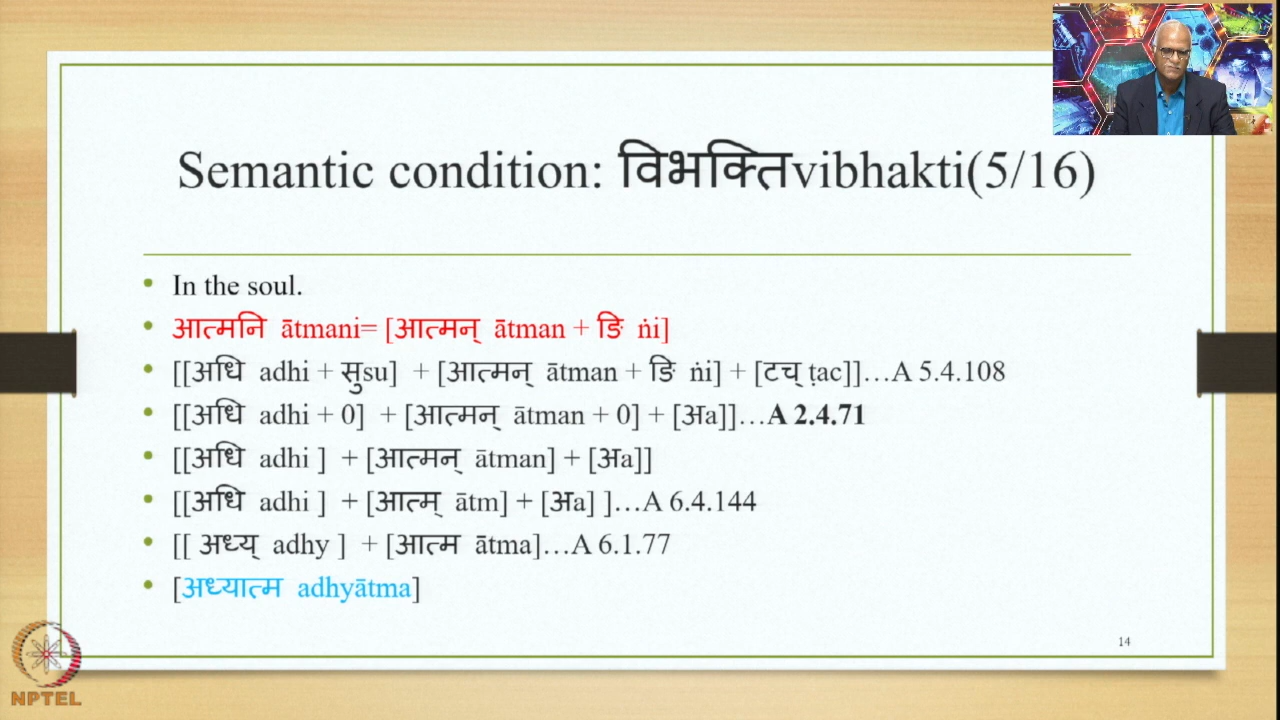 Semantic condition: विभक्तिvibhakti(5/16)
In the soul.
आत्मनि ātmani= [आत्मन् ātman + ङि ṅi]
[[अधि adhi + सुsu] + [आत्मन् ātman + ङि ṅi] + [टच् ṭac]]…A 5.4.108
[[अधि adhi + 0] + [आत्मन् ātman + 0] + [अa]]…A 2.4.71
[[अधि adhi ] + [आत्मन् ātman] + [अa]]
[[अधि adhi ] + [आत्म् ātm] + [अa] ]…A 6.4.144
[[ अध्य् adhy ] + [आत्म ātma]…A 6.1.77
[अध्यात्म adhyātma]
14
NPTEL